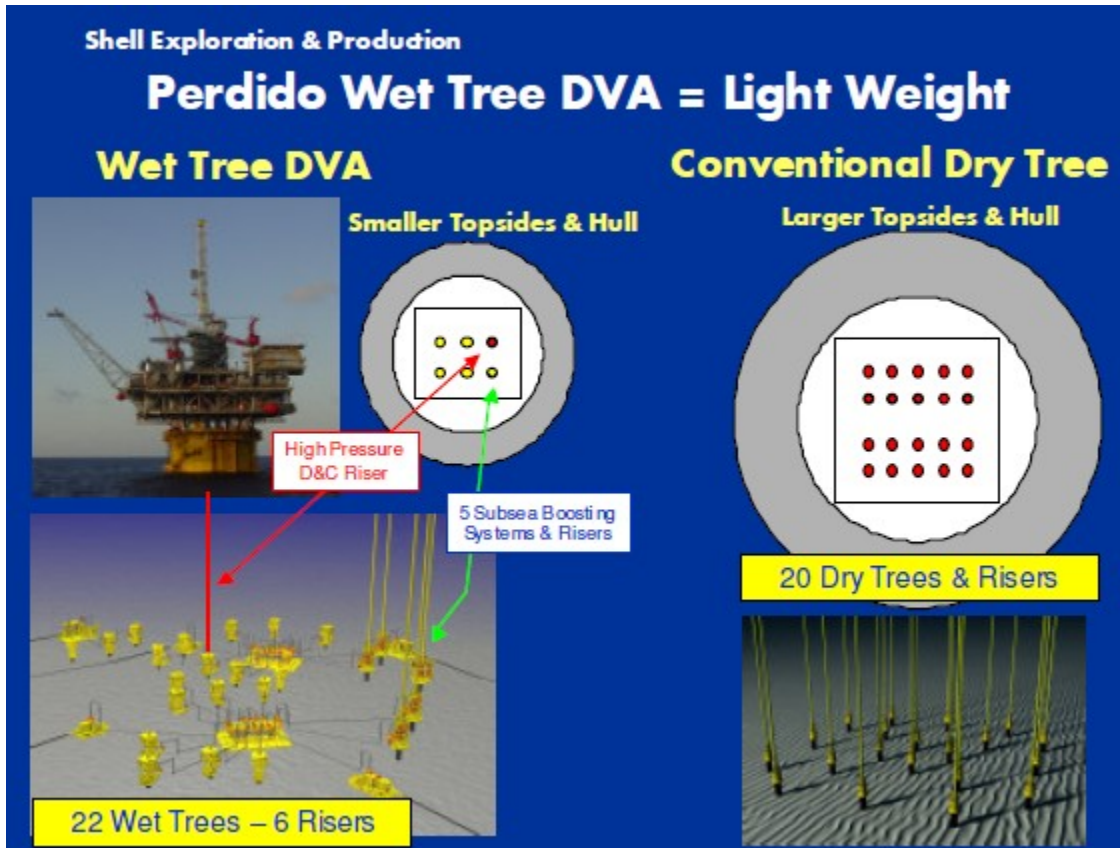 Shell Exploration & Production
Perdido Wet Tree DVA = Light Weight
Wet Tree DVA
Smaller Topsides & Hull
High Pressure
D&C Riser
5 Subsea Boosting
Systems & Risers
22 Wet Trees – 6 Risers
Conventional Dry Tree
Larger Topsides & Hull
20 Dry Trees & Risers